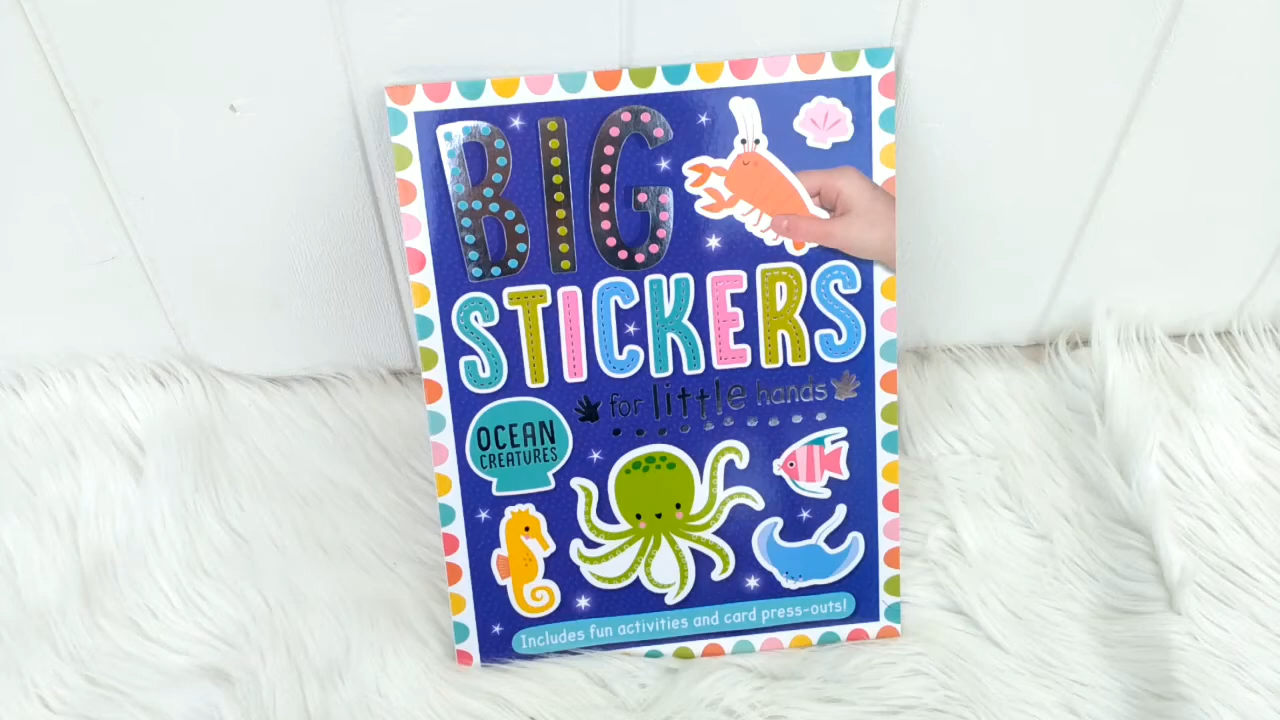 BIG
STICKERS
for little hands
OCEAN
CREATURES
Includes fun activities and card press-outs!